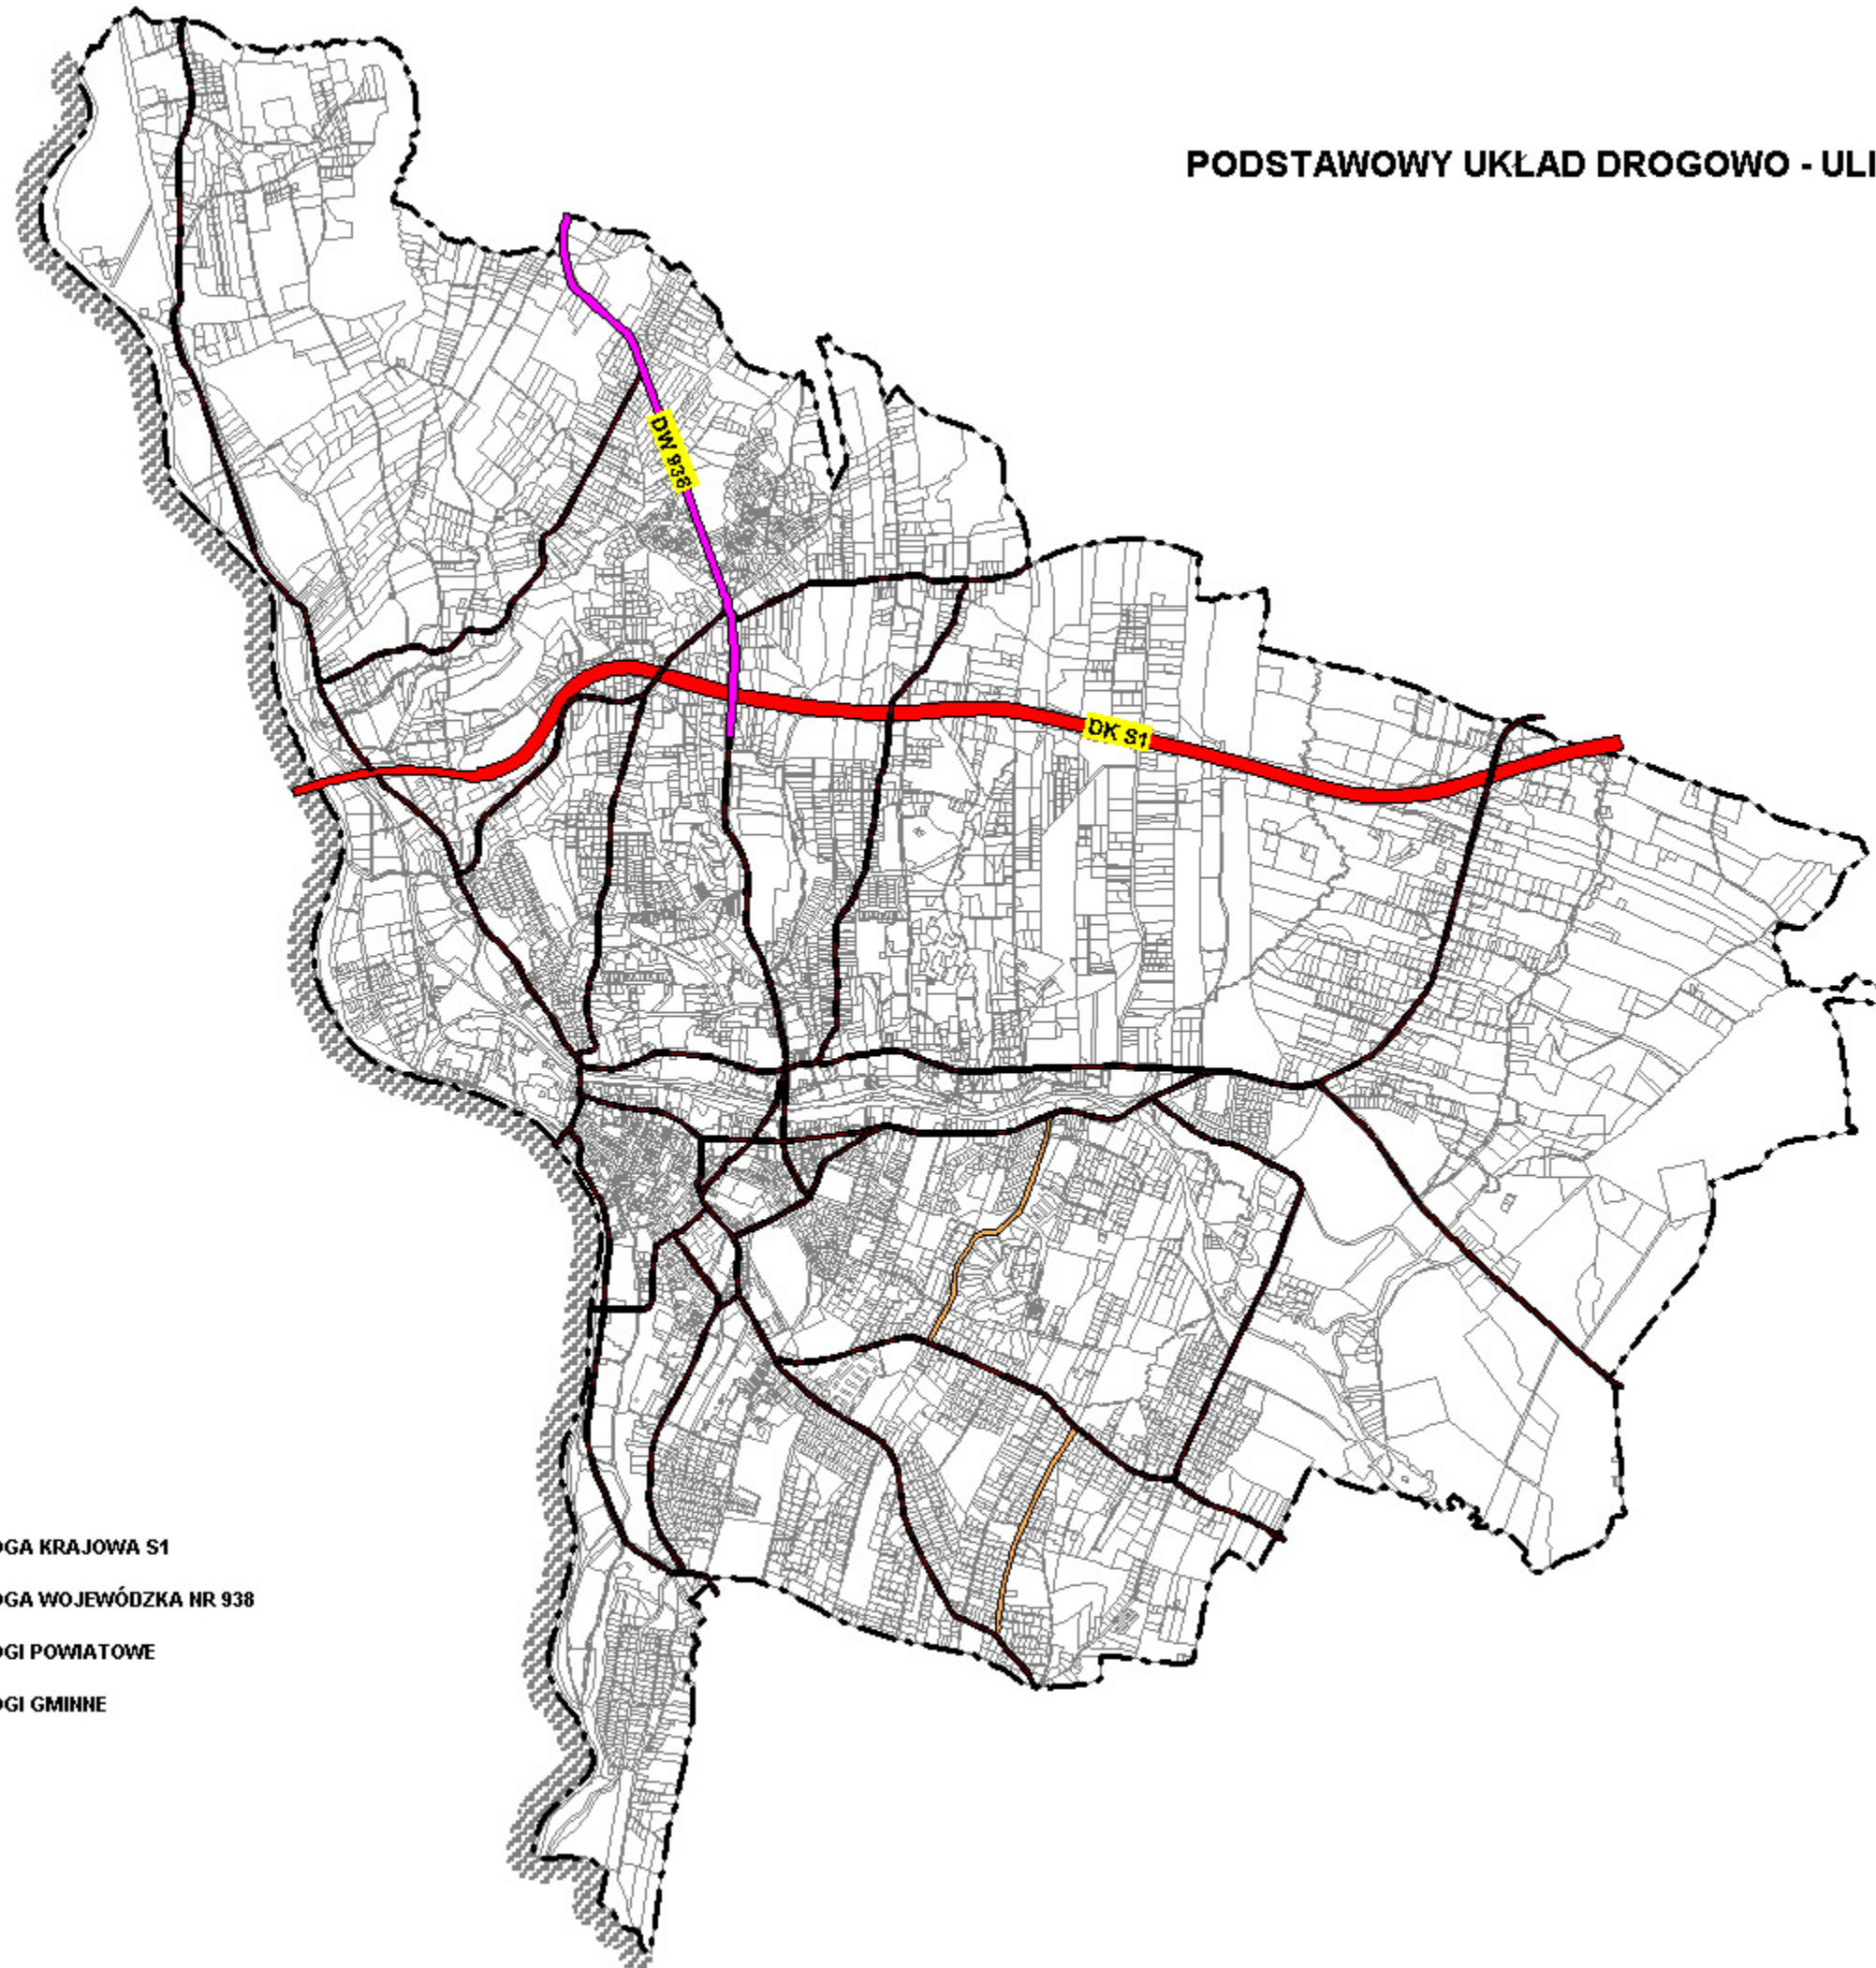 PODSTAWOWY UKŁAD DROGOWO - ULI
DW 938
DK S1
OGA KRAJOWA S1
OGA WOJEWÓDZKA NR 938
OGI POWIATOWE
OGI GMINNE